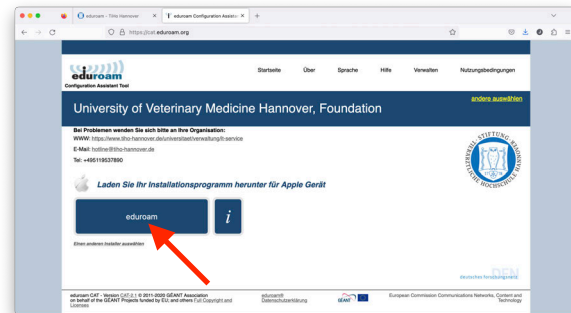 eduroam - TiHo Hannover
eduroam Configuration Assista
https://cat.eduroam.org
eduroam
Configuration Assistant Tool
Startseite Über Sprache Hilfe Verwalten Nutzungsbedingungen
University of Veterinary Medicine Hannover, Foundation
andere auswählen
Bei Problemen wenden Sie sich bitte an Ihre Organisation:
WWW: https://www.tiho-hannover.de/universitaet/verwaltung/it-service
E-Mail: hotline@tiho-hannover.de
Tel: +495119537890
STIFTUNG
HOCHSCHULE
Laden Sie Ihr Installationsprogramm herunter für Apple Gerät
eduroam
i
Einen anderen Installer auswählen
deutsches forschungsnetz
DFN
eduroam CAT - Version CAT-2.1 © 2011-2020 GÉANT Association
on behalf of the GÉANT Projects funded by EU; and others Full Copyright and
Licenses
eduroam®
Datenschutzerklärung
GÉANT
European Commission Communications Networks, Content and
Technology